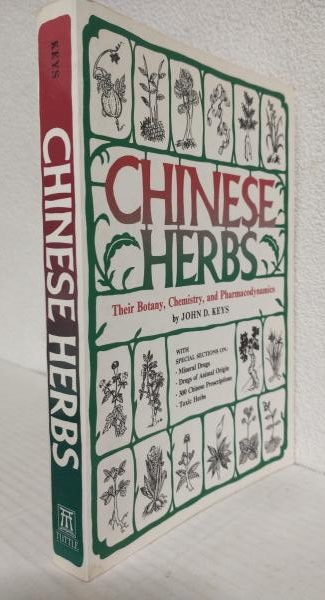 KEYS
CHINESE HERBS
TUTTLE
CHINESE
HERBS
Their Botany, Chemistry, and Pharmacodynamics
by JOHN D. KEYS
WITH
SPECIAL SECTIONS ON:
· Mineral Drugs
· Drugs of Animal Origin
· 300 Chinese Prescriptions
· Toxic Herbs